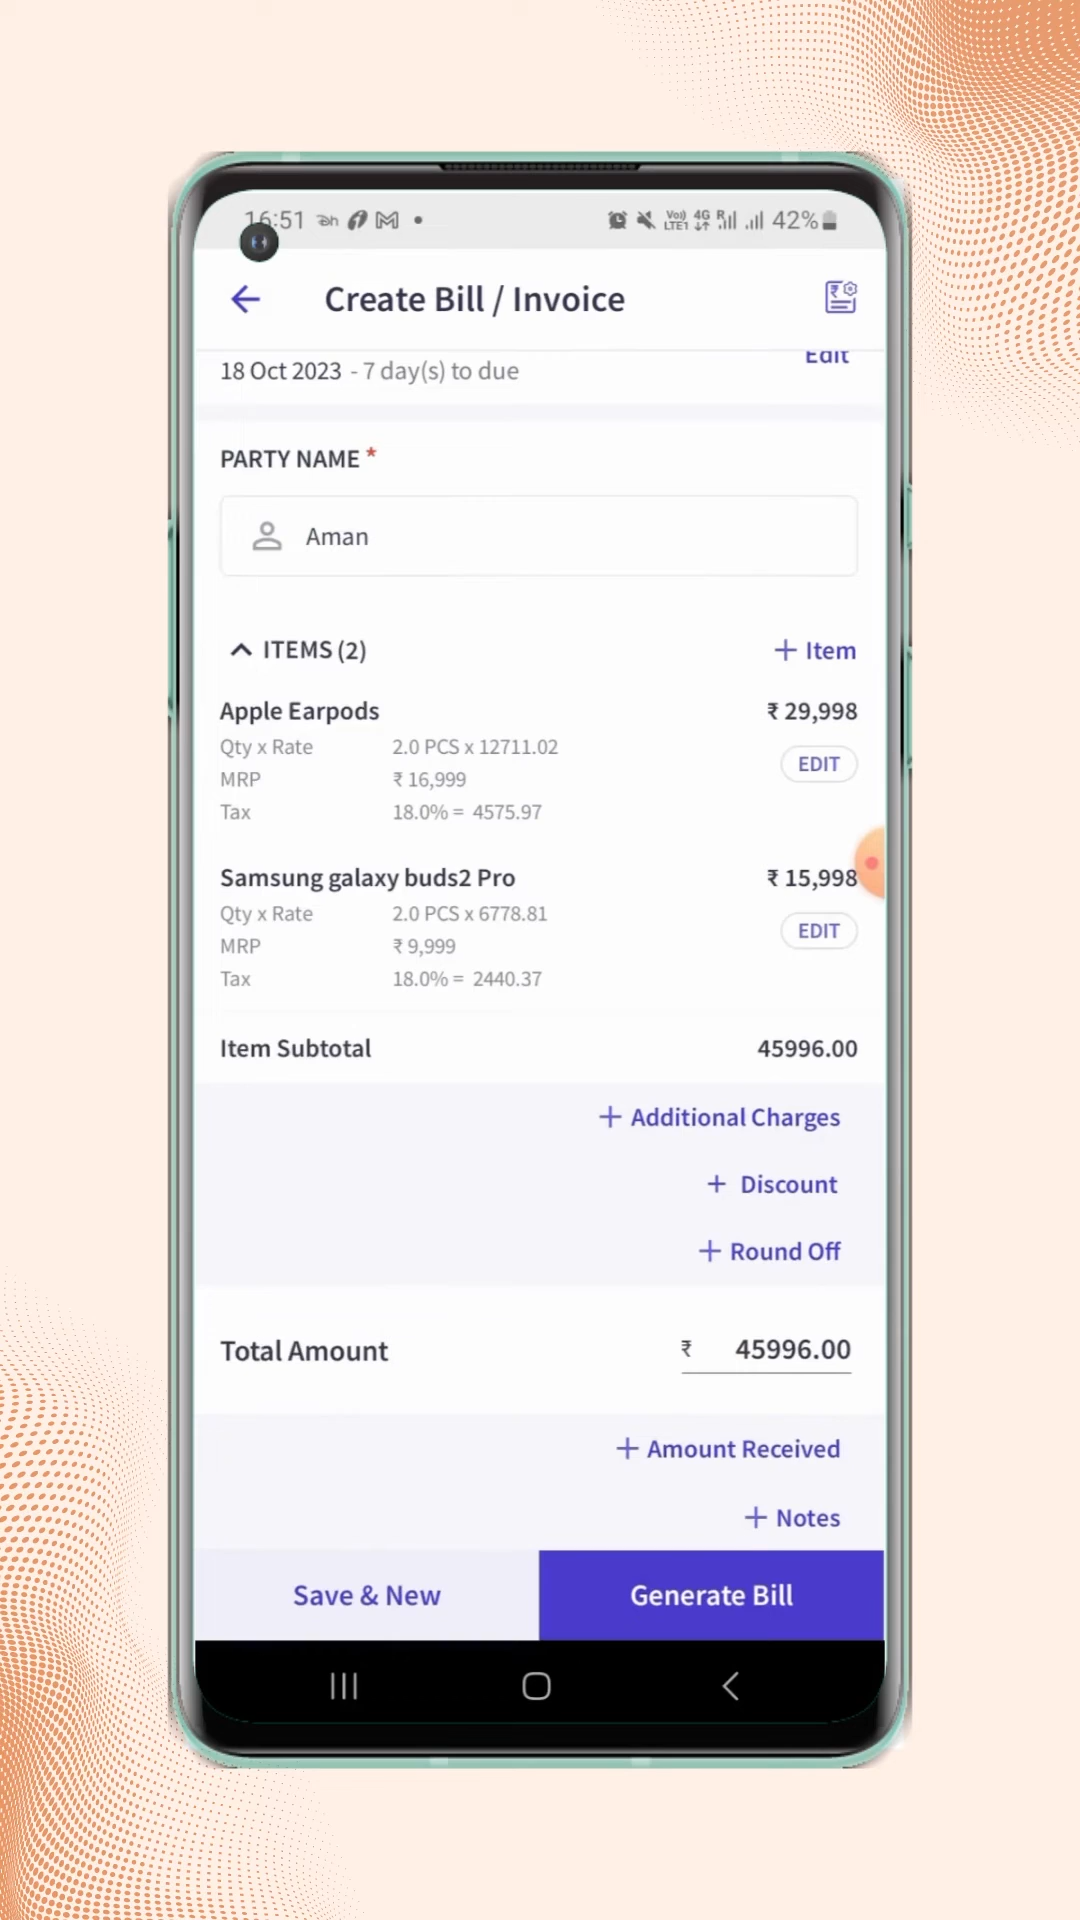 16:51 Vo)) LTE1 4G R 42%
Create Bill / Invoice
Edit
18 Oct 2023 - 7 day(s) to due
PARTY NAME *
Aman
ITEMS (2) + Item
Apple Earpods ₹ 29,998
Qty x Rate 2.0 PCS x 12711.02
EDIT
MRP ₹ 16,999
Tax 18.0% = 4575.97
Samsung galaxy buds2 Pro ₹ 15,998
Qty x Rate 2.0 PCS x 6778.81
EDIT
MRP ₹ 9,999
Tax 18.0% = 2440.37
Item Subtotal 45996.00
+ Additional Charges
+ Discount
+ Round Off
Total Amount ₹ 45996.00
+ Amount Received
+ Notes
Save & New Generate Bill